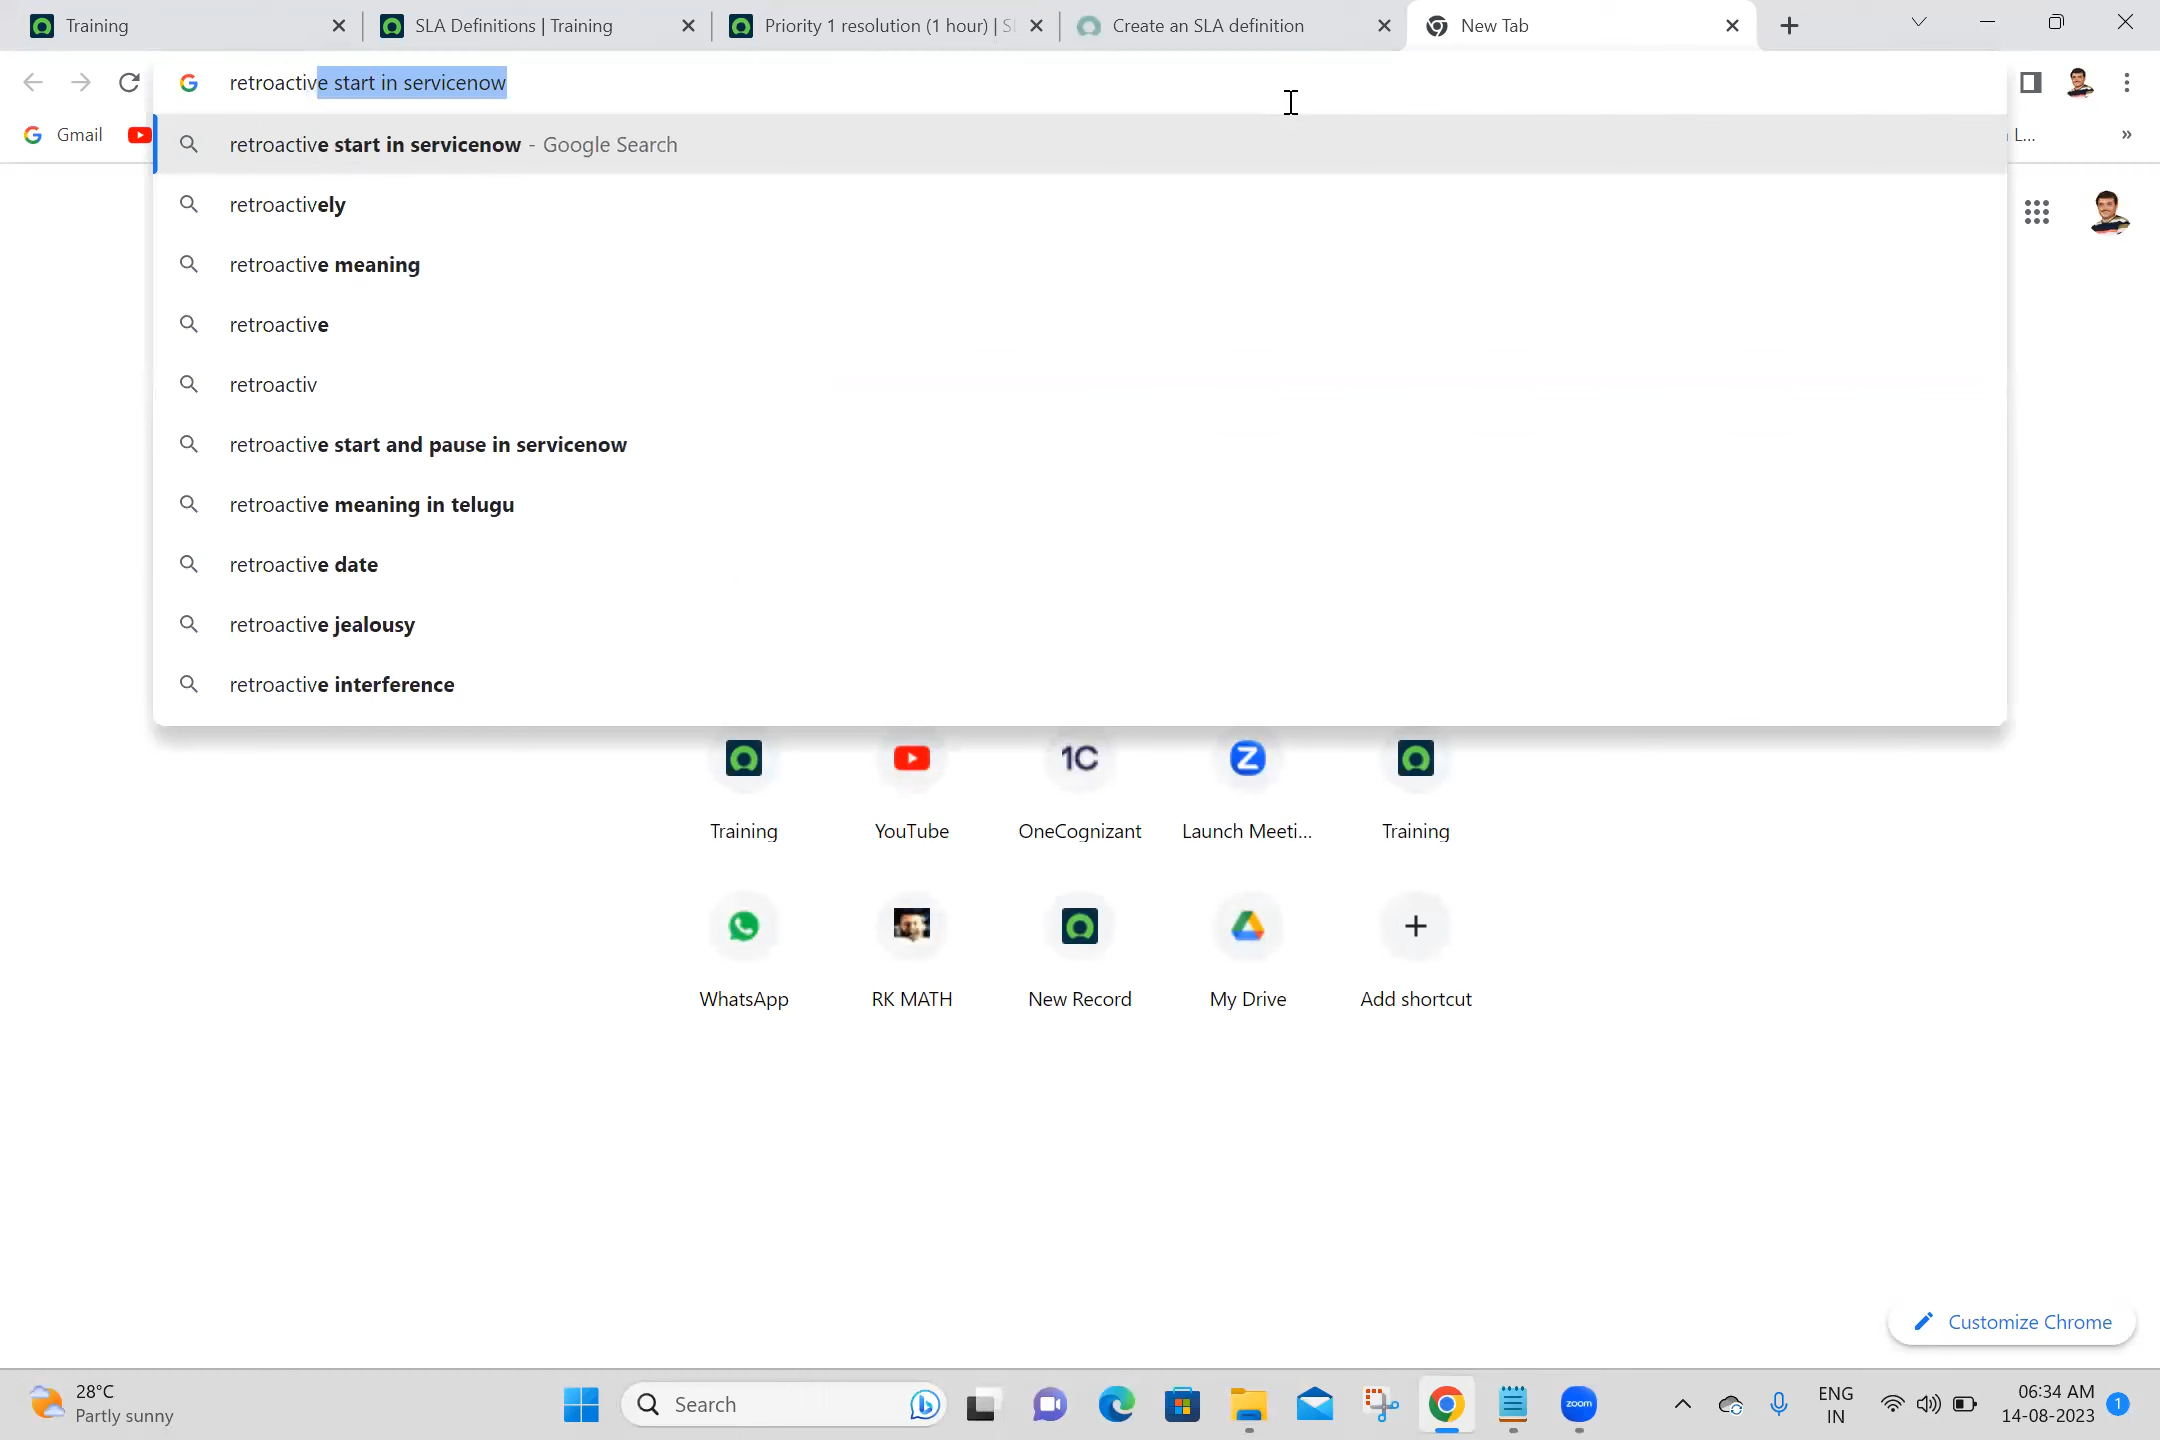 Training
SLA Definitions | Training
Priority 1 resolution (1 hour) | S
Create an SLA definition
New Tab
retroactive start in servicenow
Gmail
L...
»
retroactive start in servicenow - Google Search
retroactively
retroactive meaning
retroactive
retroactiv
retroactive start and pause in servicenow
retroactive meaning in telugu
retroactive date
retroactive jealousy
retroactive interference
1C
Training
YouTube
OneCognizant
Launch Meeti...
Training
WhatsApp
RK MATH
New Record
My Drive
Add shortcut
Customize Chrome
28°C
Partly sunny
Search
zoom
ENG
IN
06:34 AM
14-08-2023
1